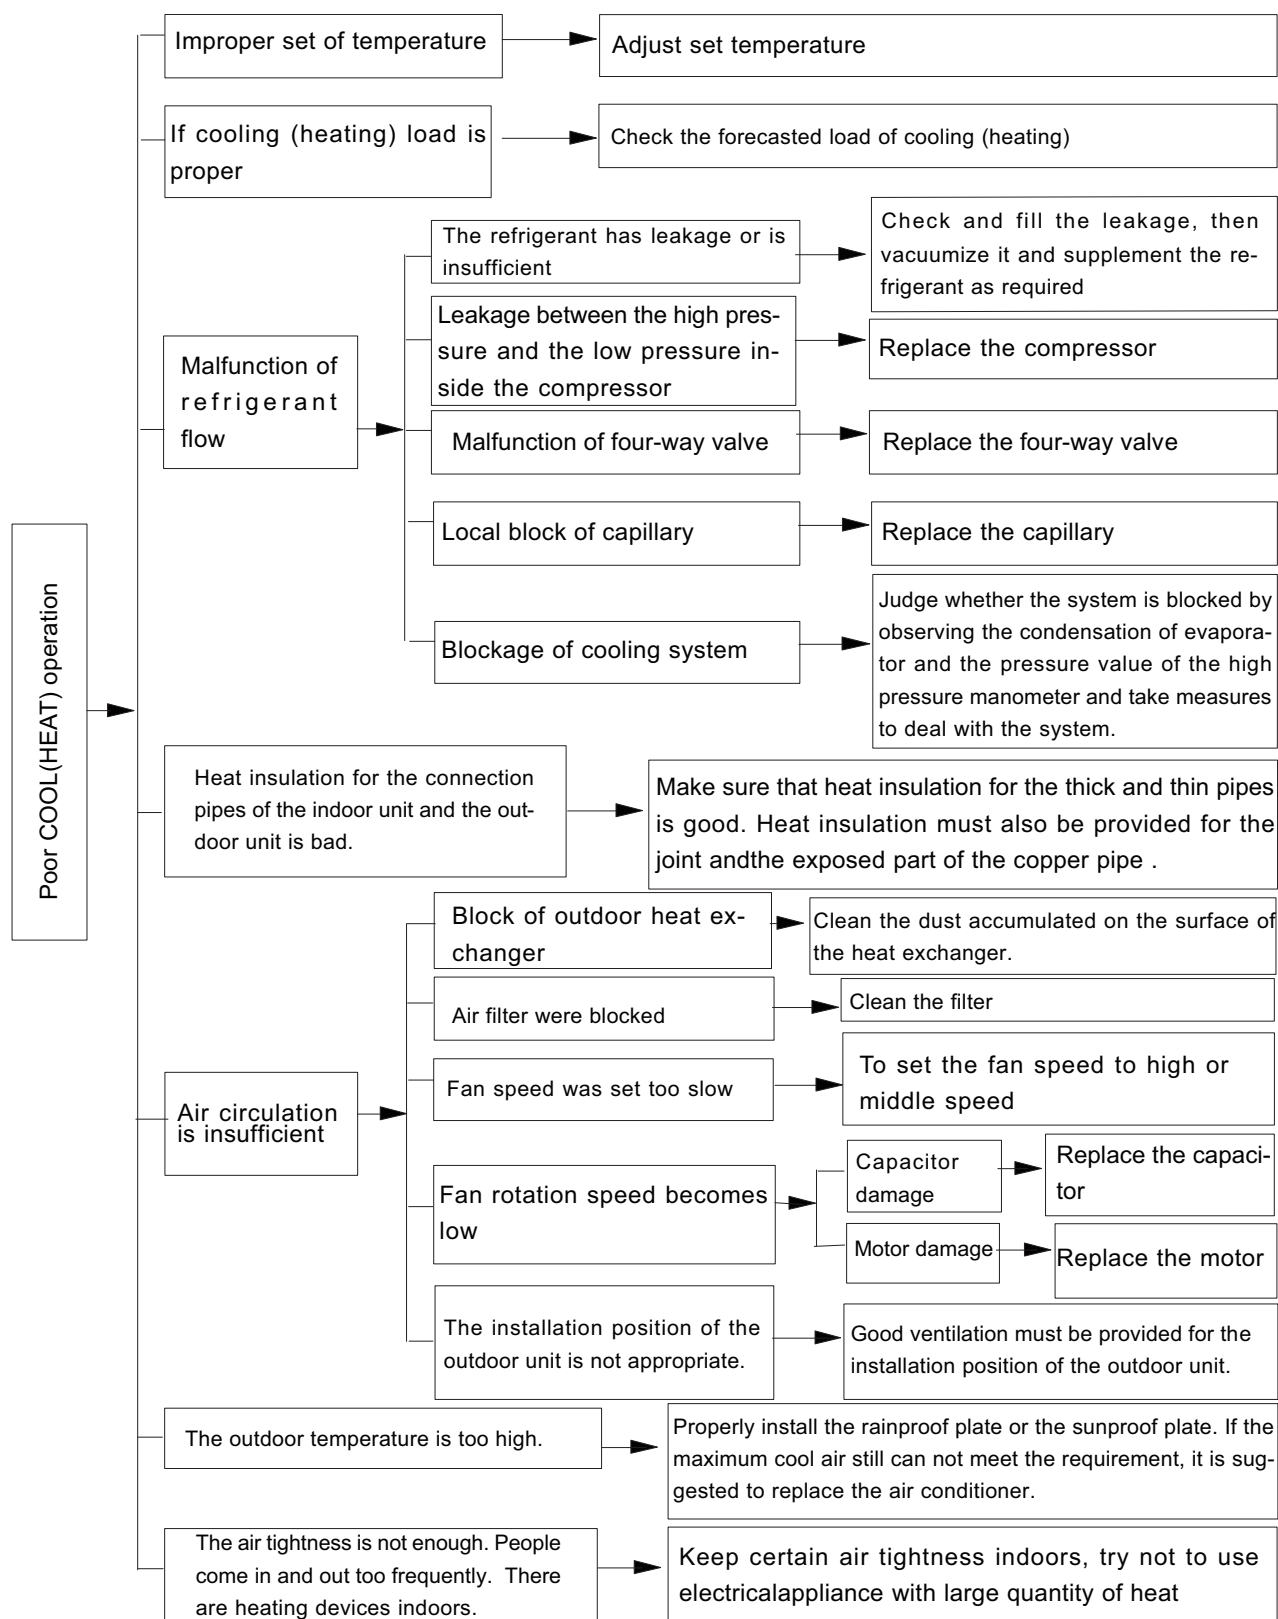 Poor COOL(HEAT) operation
Improper set of temperature
Adjust set temperature
If cooling (heating) load is
proper
Check the forecasted load of cooling (heating)
Malfunction of
refrigerant
flow
The refrigerant has leakage or is
insufficient
Check and fill the leakage, then
vacuumize it and supplement the re-
frigerant as required
Leakage between the high pres-
sure and the low pressure in-
side the compressor
Replace the compressor
Malfunction of four-way valve
Replace the four-way valve
Local block of capillary
Replace the capillary
Blockage of cooling system
Judge whether the system is blocked by
observing the condensation of evapora-
tor and the pressure value of the high
pressure manometer and take measures
to deal with the system.
Heat insulation for the connection
pipes of the indoor unit and the out-
door unit is bad.
Make sure that heat insulation for the thick and thin pipes
is good. Heat insulation must also be provided for the
joint andthe exposed part of the copper pipe .
Air circulation
is insufficient
Block of outdoor heat ex-
changer
Clean the dust accumulated on the surface of
the heat exchanger.
Air filter were blocked
Clean the filter
Fan speed was set too slow
To set the fan speed to high or
middle speed
Fan rotation speed becomes
low
Capacitor
damage
Replace the capaci-
tor
Motor damage
Replace the motor
The installation position of the
outdoor unit is not appropriate.
Good ventilation must be provided for the
installation position of the outdoor unit.
The outdoor temperature is too high.
Properly install the rainproof plate or the sunproof plate. If the
maximum cool air still can not meet the requirement, it is sug-
gested to replace the air conditioner.
The air tightness is not enough. People
come in and out too frequently. There
are heating devices indoors.
Keep certain air tightness indoors, try not to use
electricalappliance with large quantity of heat